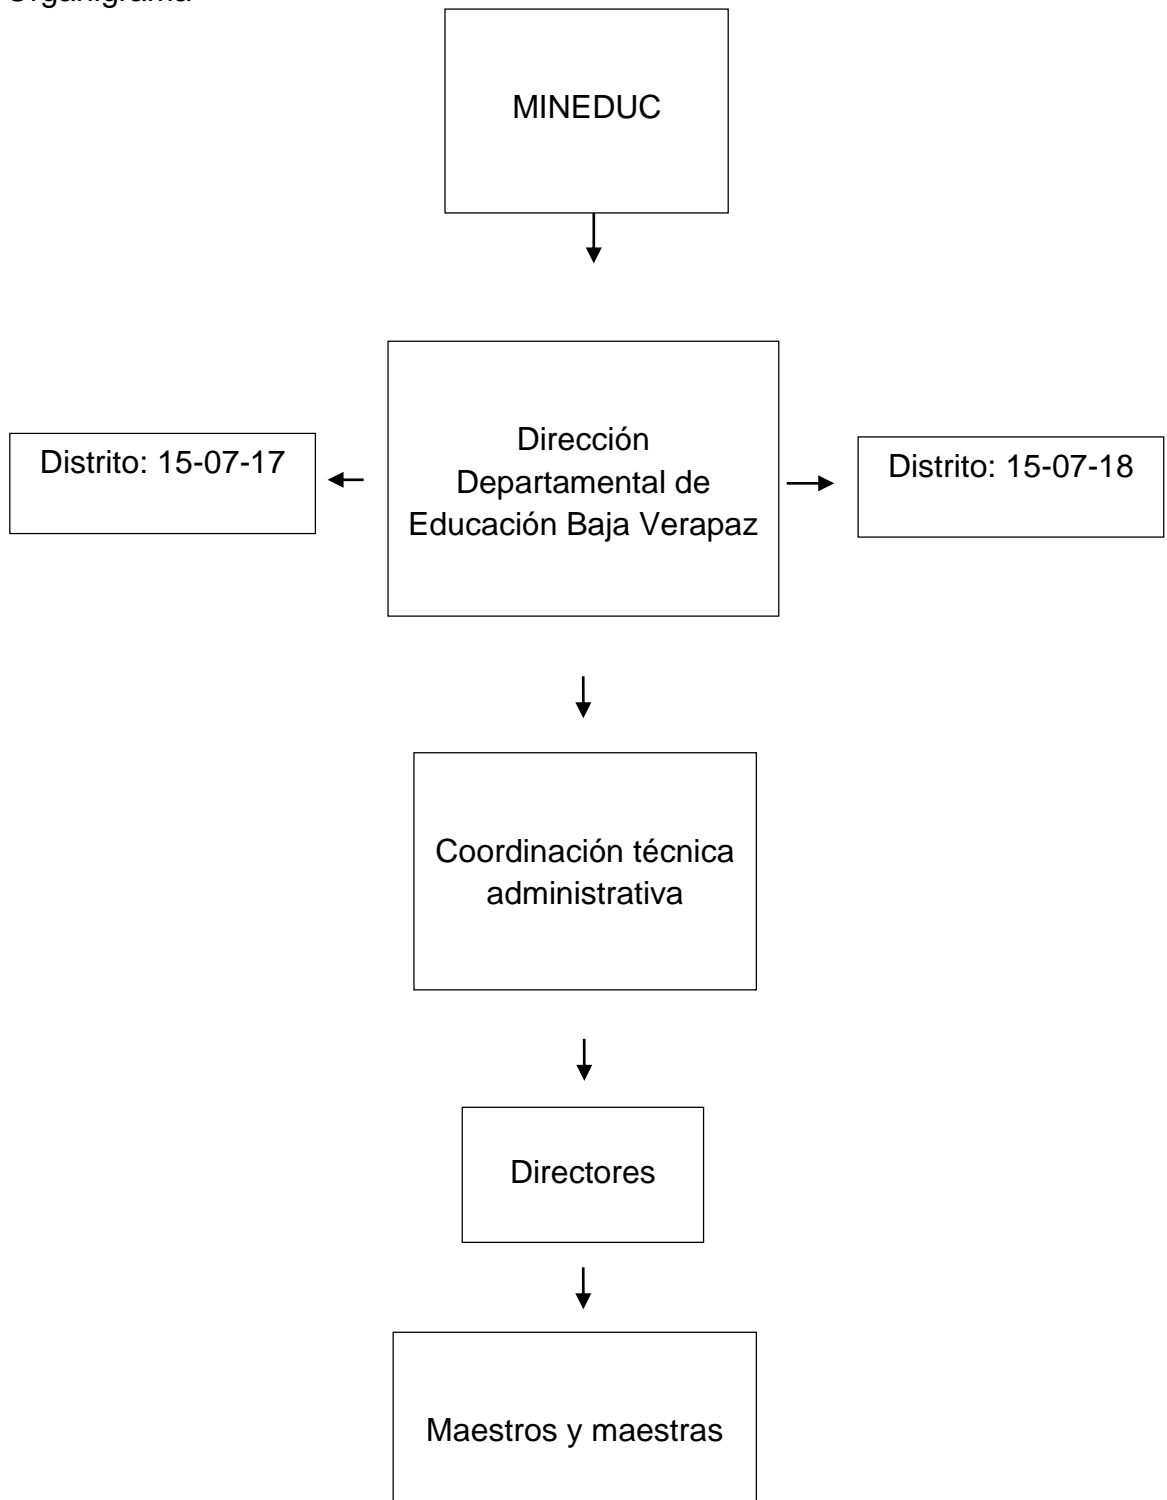 Organigrama
MINEDUC
Dirección
Departamental de
Educación Baja Verapaz
Distrito: 15-07-17
Distrito: 15-07-18
Coordinación técnica
administrativa
Directores
Maestros y maestras